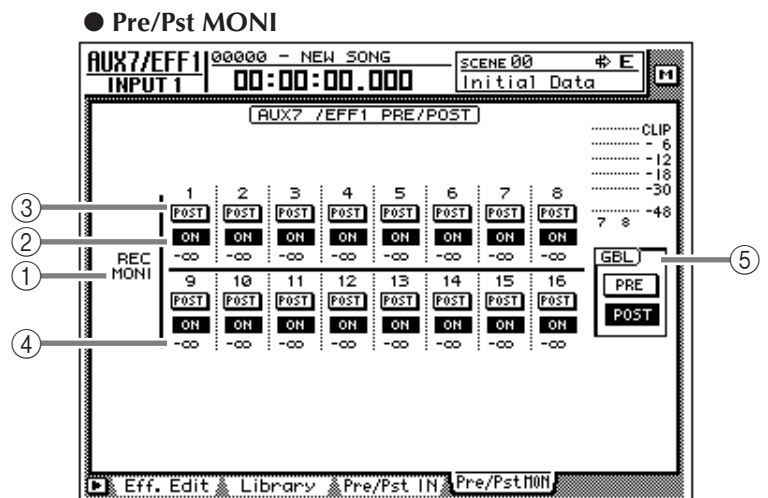 ● Pre/Pst MONI
AUX7/EFF1 00000 - NEW SONG SCENE 00 E
INPUT 1 00:00:00.000 Initial Data M
AUX7 /EFF1 PRE/POST
CLIP
- 6
-12
-18
-30
-48
7 8
1 2 3 4 5 6 7 8
③ POST POST POST POST POST POST POST POST
② ON ON ON ON ON ON ON ON
-∞ -∞ -∞ -∞ -∞ -∞ -∞ -∞
① REC MONI
9 10 11 12 13 14 15 16
POST POST POST POST POST POST POST POST
ON ON ON ON ON ON ON ON
④ -∞ -∞ -∞ -∞ -∞ -∞ -∞ -∞
GBL ⑤
PRE
POST
Eff. Edit Library Pre/Pst IN Pre/PstMON